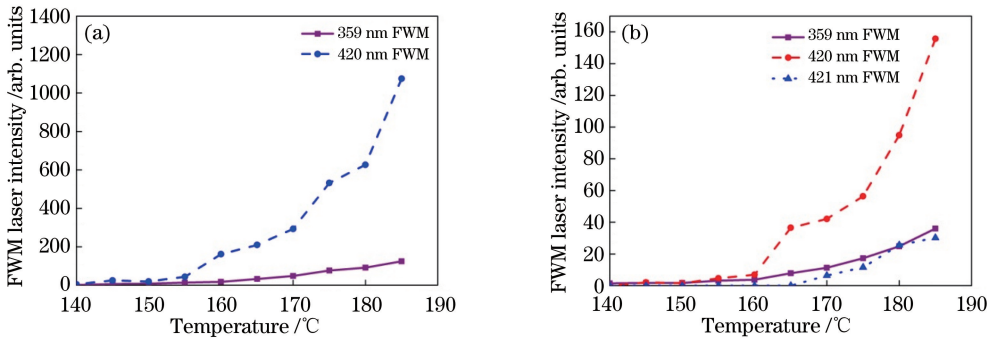 (a)
359 nm FWM
420 nm FWM
FWM laser intensity /arb. units
1400
1200
1000
800
600
400
200
0
140 150 160 170 180 190
Temperature /℃
(b)
359 nm FWM
420 nm FWM
421 nm FWM
FWM laser intensity /arb. units
160
140
120
100
80
60
40
20
0
140 150 160 170 180 190
Temperature /℃